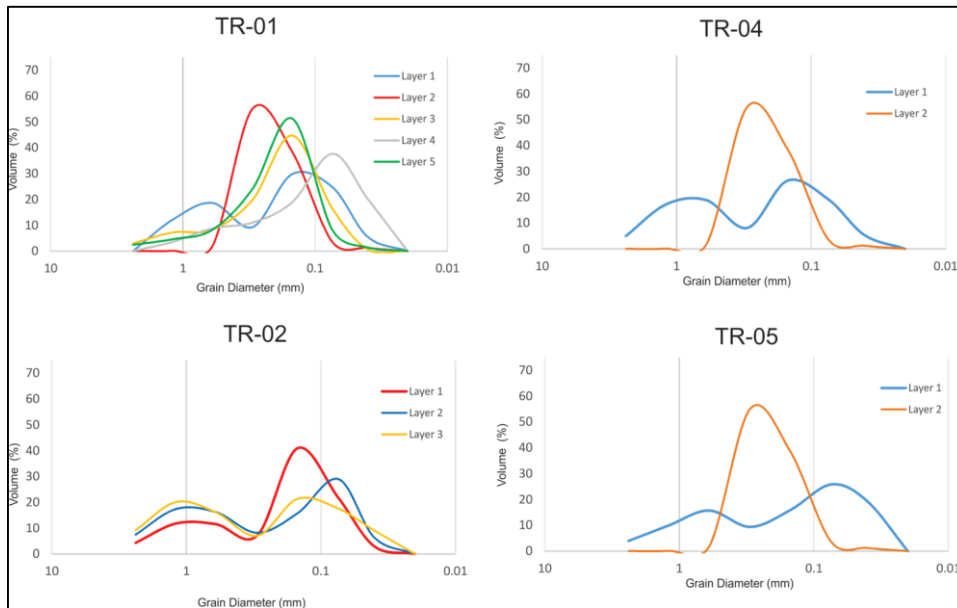 TR-01
Volume (%)
70
60
50
40
30
20
10
0
10
1
0.1
0.01
Grain Diameter (mm)
Layer 1
Layer 2
Layer 3
Layer 4
Layer 5
TR-04
Volume (%)
70
60
50
40
30
20
10
0
10
1
0.1
0.01
Grain Diameter (mm)
Layer 1
Layer 2
TR-02
Volume (%)
70
60
50
40
30
20
10
0
10
1
0.1
0.01
Grain Diameter (mm)
Layer 1
Layer 2
Layer 3
TR-05
Volume (%)
70
60
50
40
30
20
10
0
10
1
0.1
0.01
Grain Diameter (mm)
Layer 1
Layer 2